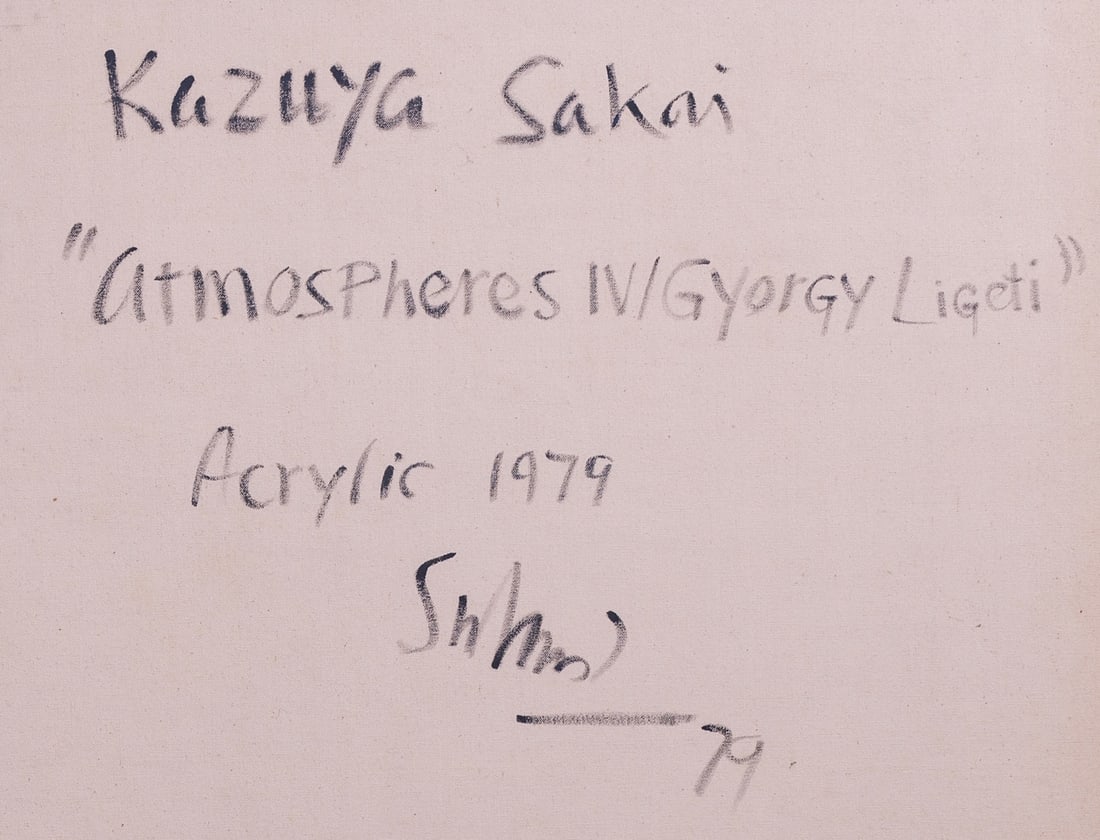 Kazuya Sakai
"Atmospheres IV/Gyorgy Ligeti"
Acrylic 1979
79